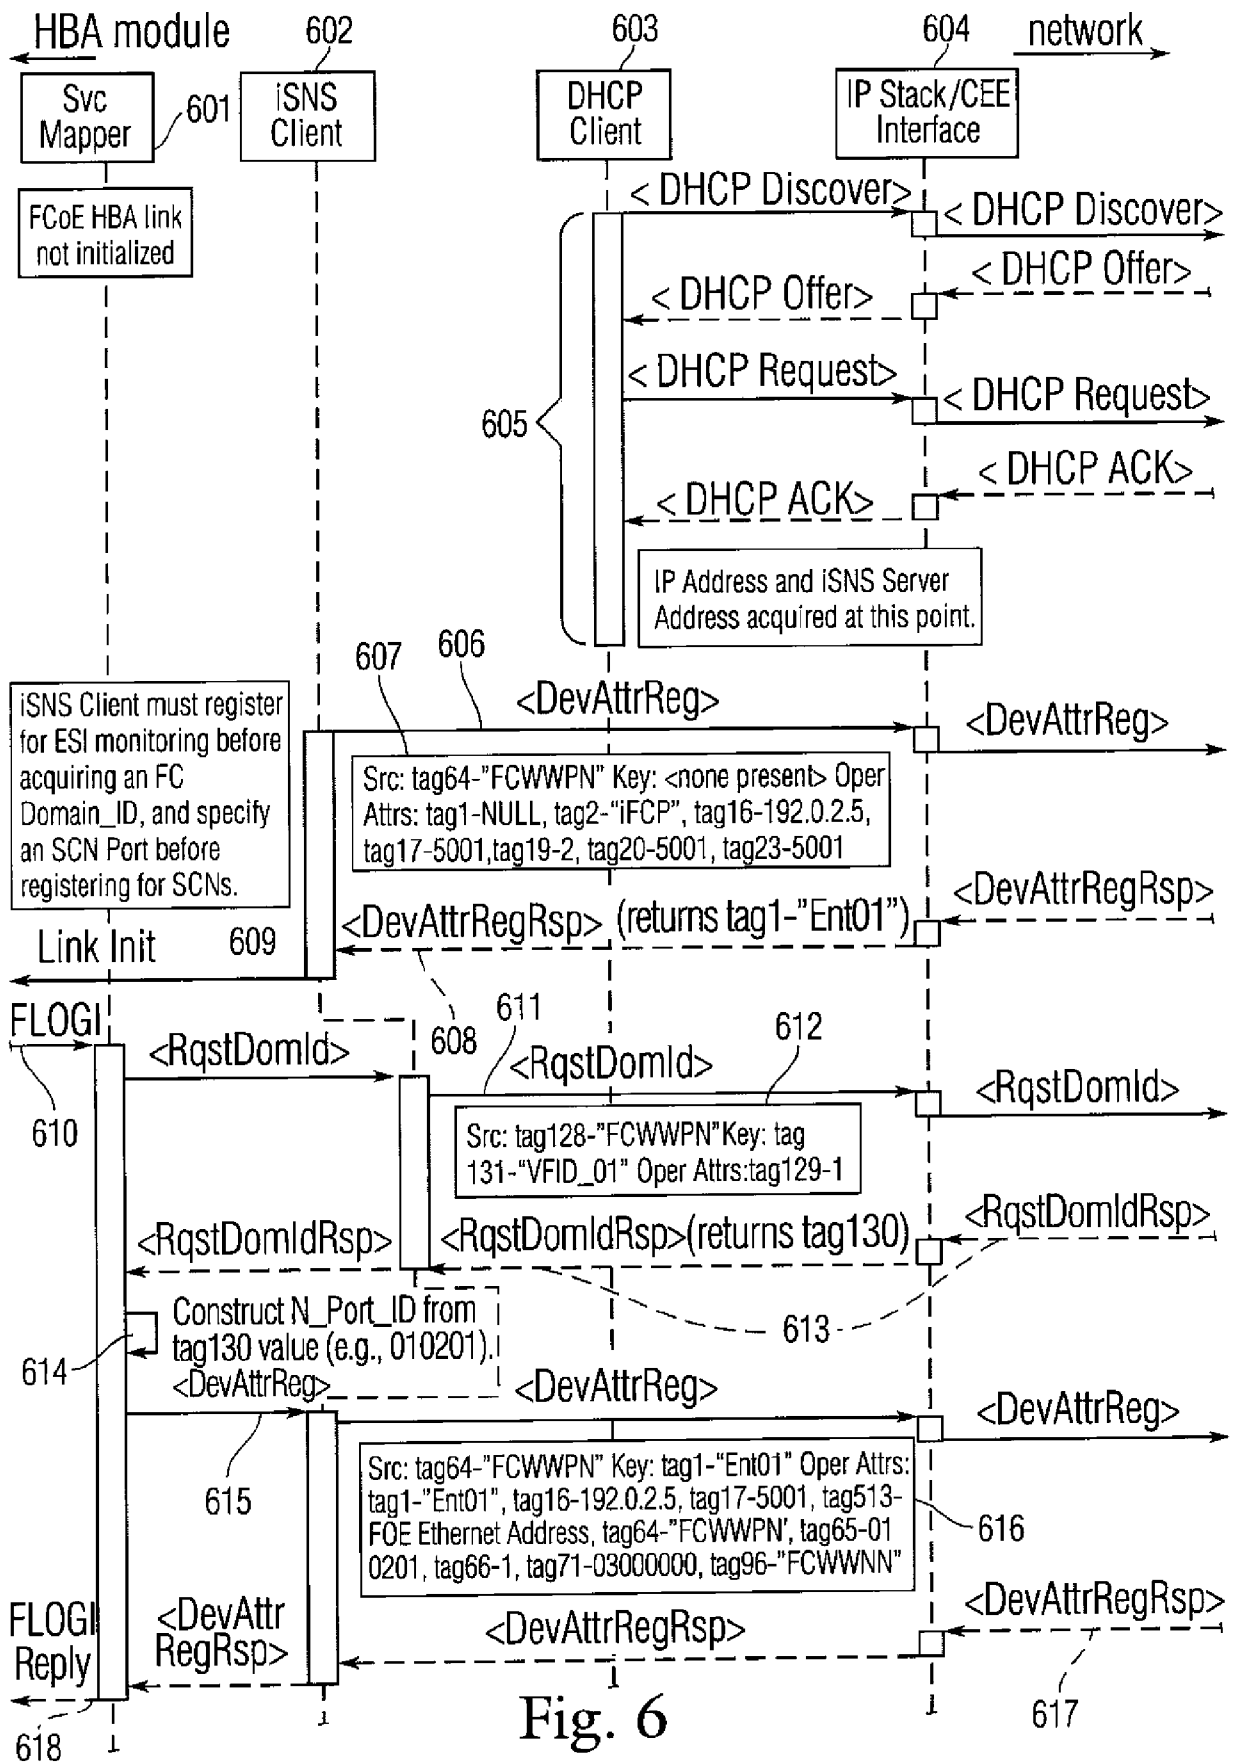 HBA module
602
603
604
network
Svc
Mapper
601
iSNS
Client
DHCP
Client
IP Stack/CEE
Interface
FCoE HBA link
not initialized
< DHCP Discover>
< DHCP Discover>
< DHCP Offer>
< DHCP Offer>
< DHCP Request>
< DHCP Request>
605
< DHCP ACK>
< DHCP ACK>
IP Address and iSNS Server
Address acquired at this point.
607
606
iSNS Client must register
for ESI monitoring before
acquiring an FC
Domain_ID, and specify
an SCN Port before
registering for SCNs.
<DevAttrReg>
<DevAttrReg>
Src: tag64-"FCWWPN" Key: <none present> Oper
Attrs: tag1-NULL, tag2-“iFCP”, tag16-192.0.2.5,
tag17-5001,tag19-2, tag20-5001, tag23-5001
<DevAttrRegRsp>
<DevAttrRegRsp> (returns tag1-"Ent01")
Link Init
609
608
FLOGI
610
<RqstDomId>
611
612
<RqstDomId>
<RqstDomId>
Src: tag128-"FCWWPN"Key: tag
131-“VFID_01" Oper Attrs:tag129-1
<RqstDomIdRsp>
<RqstDomIdRsp>
<RqstDomIdRsp>(returns tag130)
613
614
Construct N_Port_ID from
tag130 value (e.g., 010201).
<DevAttrReg>
<DevAttrReg>
<DevAttrReg>
615
Src: tag64-"FCWWPN" Key: tag1-“Ent01" Oper Attrs:
tag1-"Ent01", tag16-192.0.2.5, tag17-5001, tag513-
FOE Ethernet Address, tag64-"FCWWPN', tag65-01
0201, tag66-1, tag71-03000000, tag96-"FCWWNN"
616
FLOGI
Reply
<DevAttr
RegRsp>
<DevAttrRegRsp>
<DevAttrRegRsp>
617
618
Fig. 6